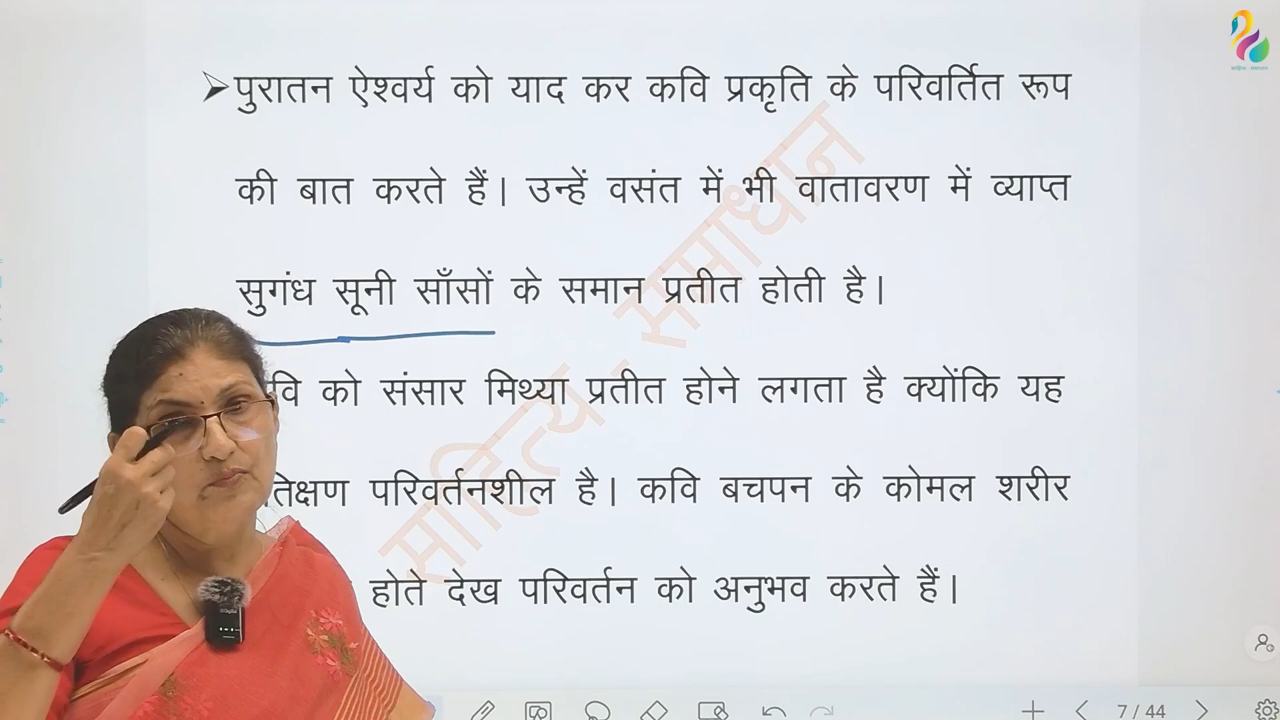 ➢पुरातन ऐश्वर्य को याद कर कवि प्रकृति के परिवर्तित रूप
की बात करते हैं। उन्हें वसंत में भी वातावरण में व्याप्त
सुगंध सूनी साँसों के समान प्रतीत होती है।
को संसार मिथ्या प्रतीत होने लगता है क्योंकि यह
परिवर्तनशील है। कवि बचपन के कोमल शरीर
होते देख परिवर्तन को अनुभव करते हैं।
साहित्य - समाधान
7 / 44